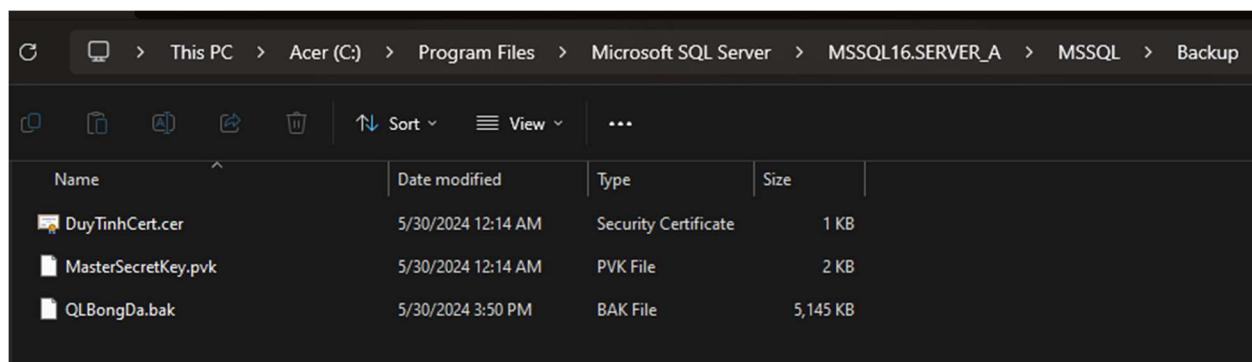 This PC > Acer (C:) > Program Files > Microsoft SQL Server > MSSQL16.SERVER_A > MSSQL > Backup
Sort View ...
Name Date modified Type Size
DuyTinhCert.cer 5/30/2024 12:14 AM Security Certificate 1 KB
MasterSecretKey.pvk 5/30/2024 12:14 AM PVK File 2 KB
QLBongDa.bak 5/30/2024 3:50 PM BAK File 5,145 KB